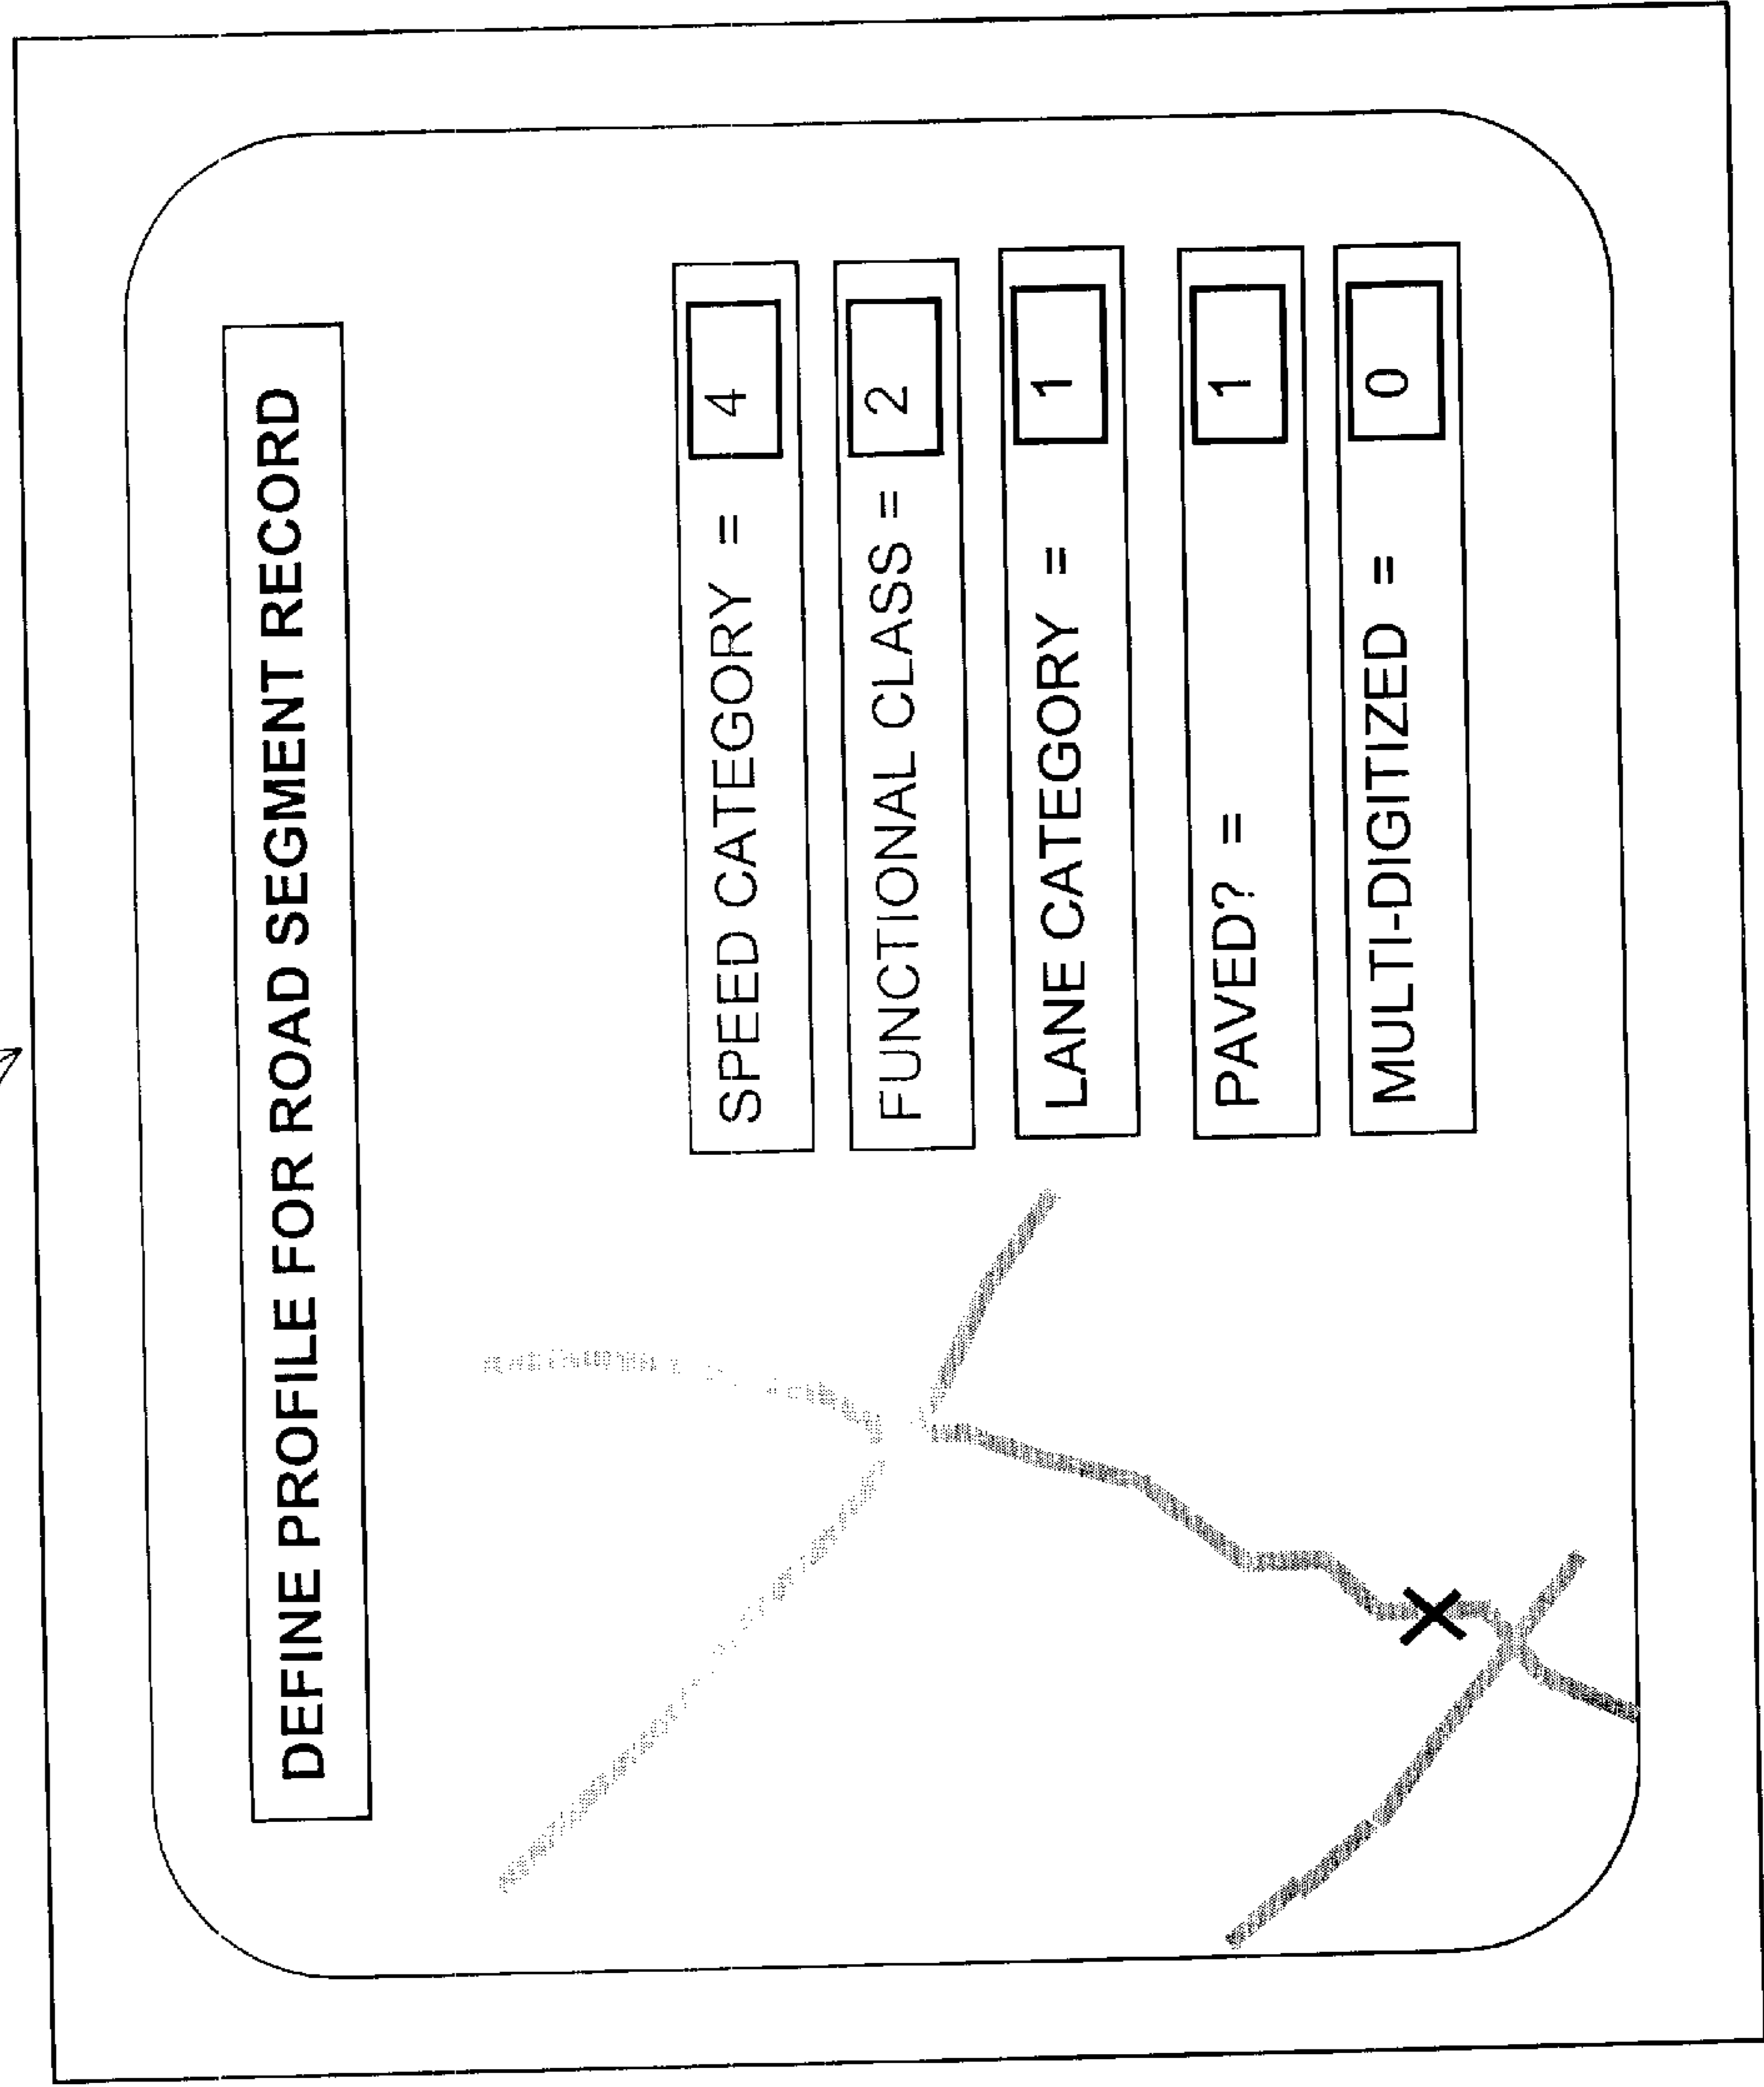 DEFINE PROFILE FOR ROAD SEGMENT RECORD
SPEED CATEGORY = 4
FUNCTIONAL CLASS = 2
LANE CATEGORY = 1
PAVED? = 1
MULTI-DIGITIZED = 0